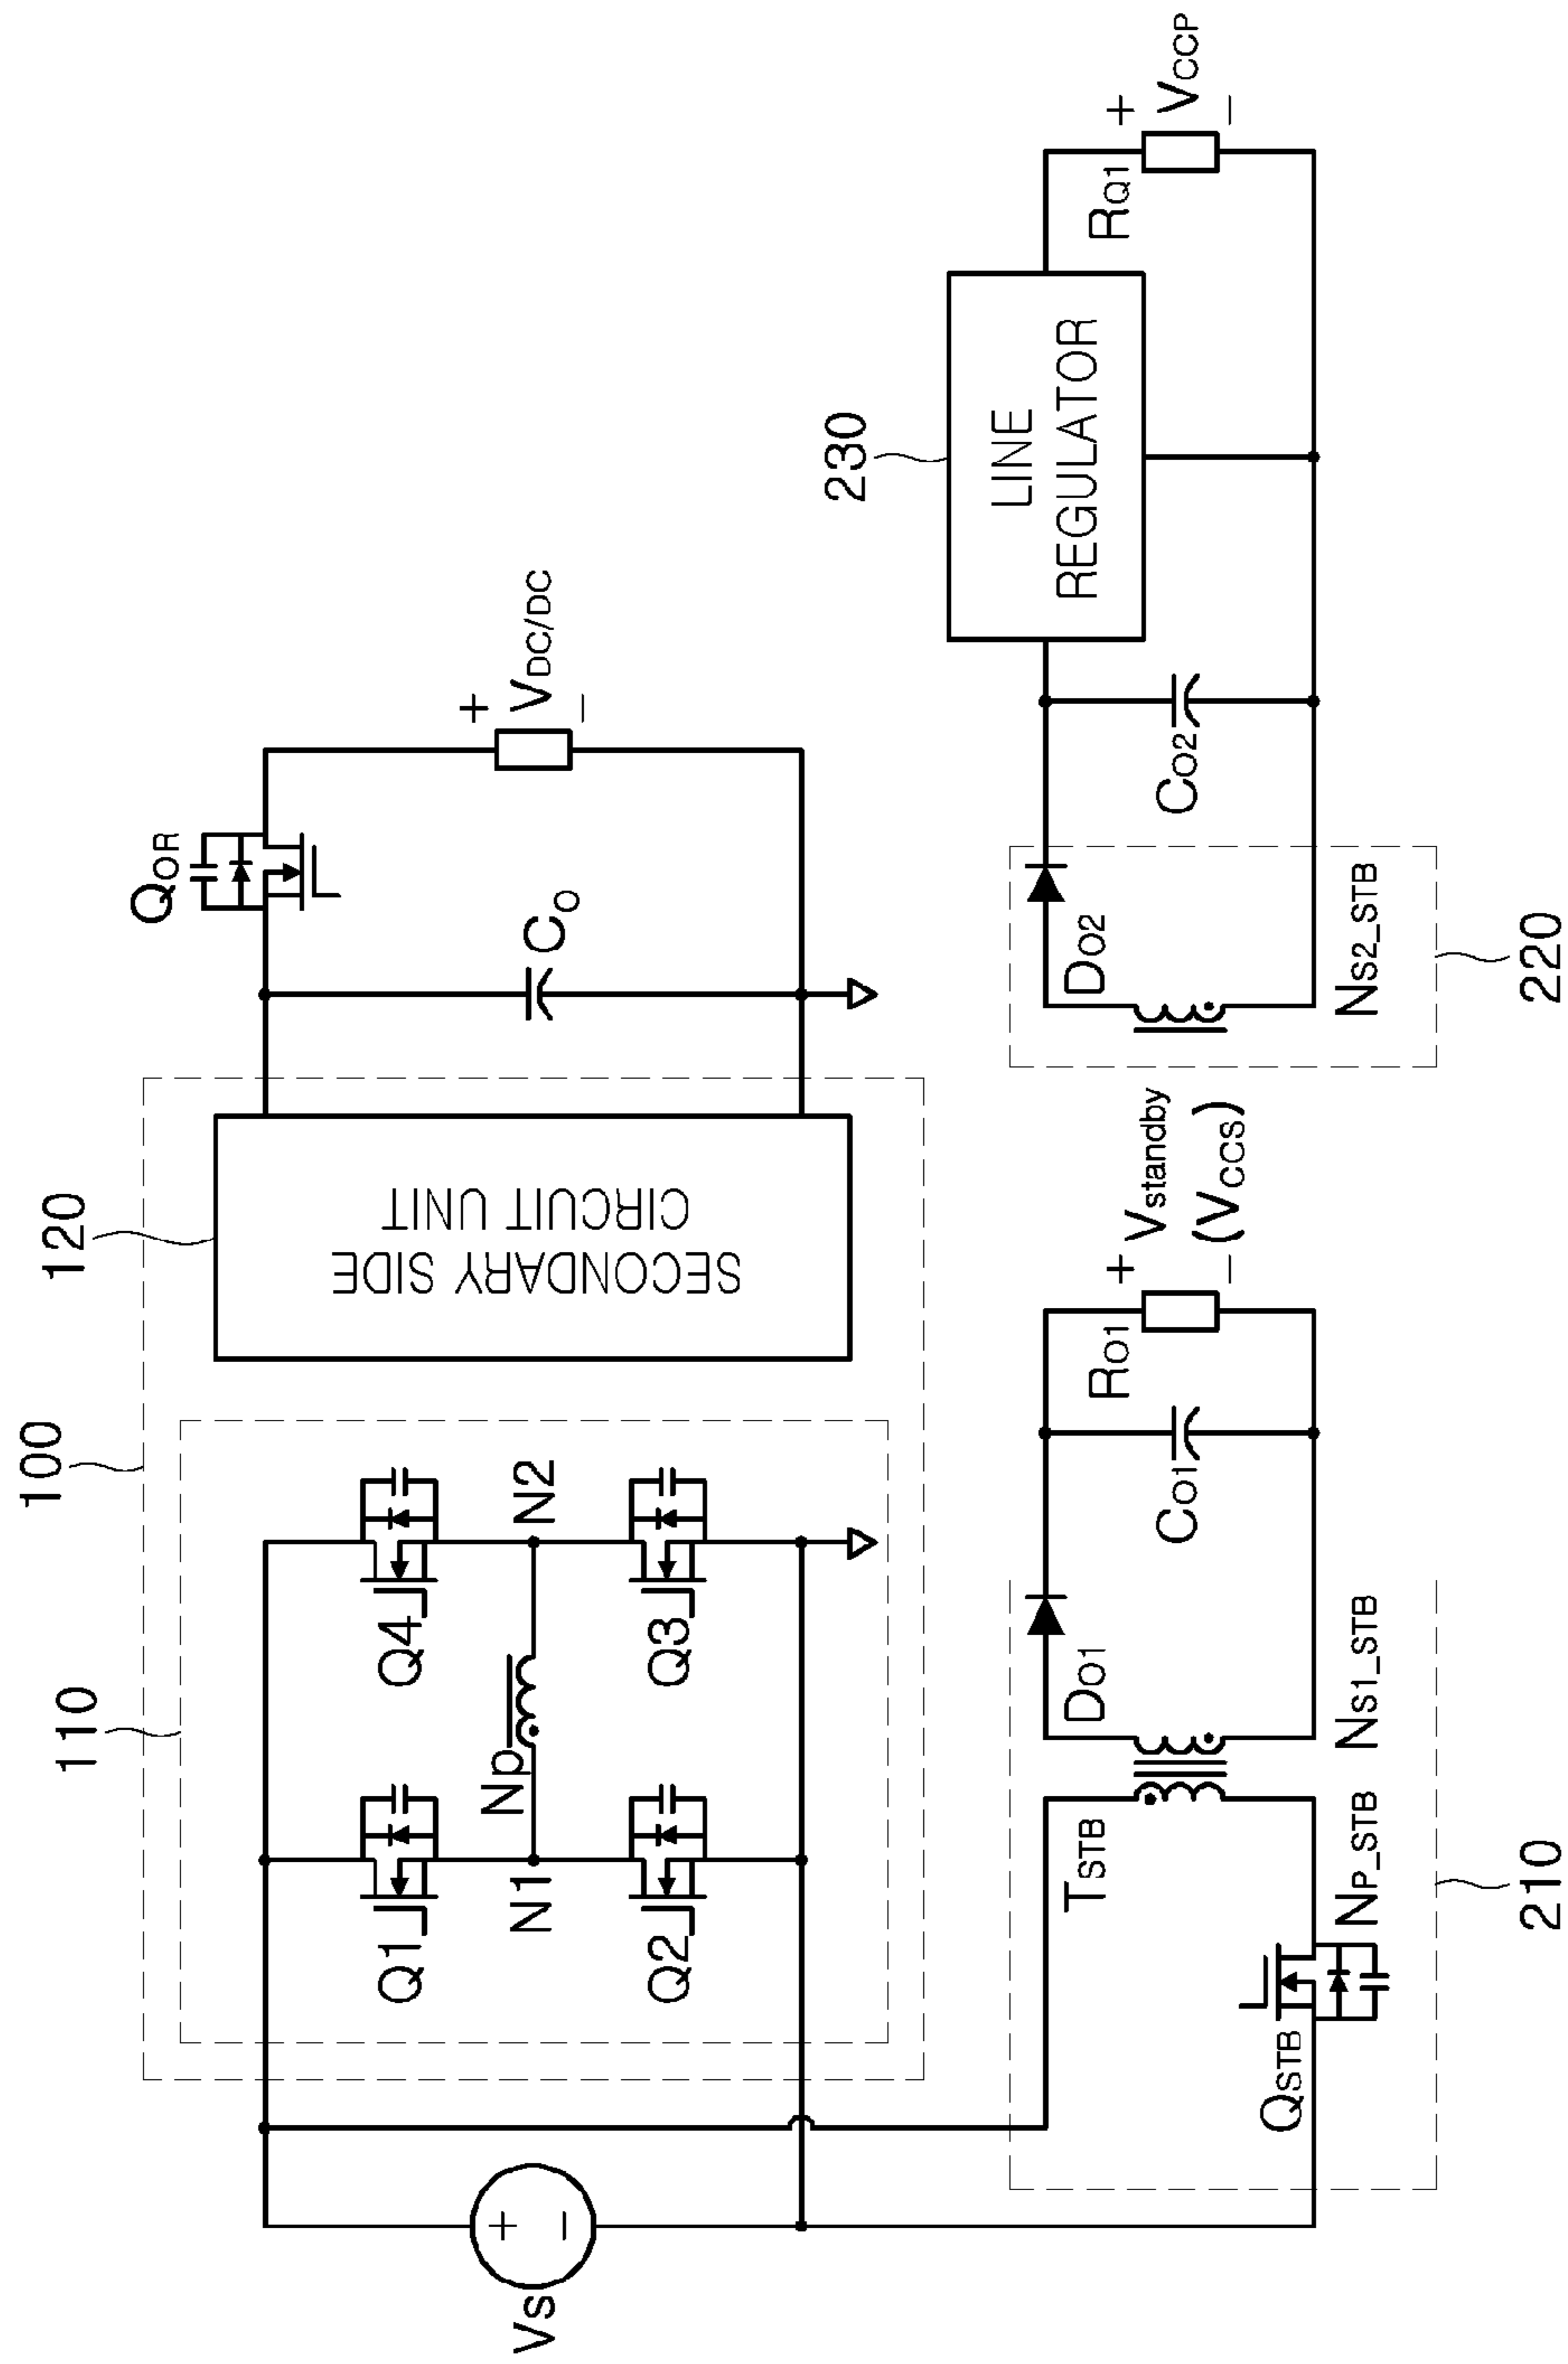 100
110
120
Q1
Q4
QOR
Vs
+
−
N1
Np
N2
SECONDARY SIDE
CIRCUIT UNIT
CO
+
VDC/DC
−
Q2
Q3
230
TSTB
DO1
RO1
+
Vstandby
(VCCS)
−
DO2
LINE
REGULATOR
RQ1
+
VCCP
−
CO1
CO2
QSTB
NP_STB
NS1_STB
NS2_STB
210
220